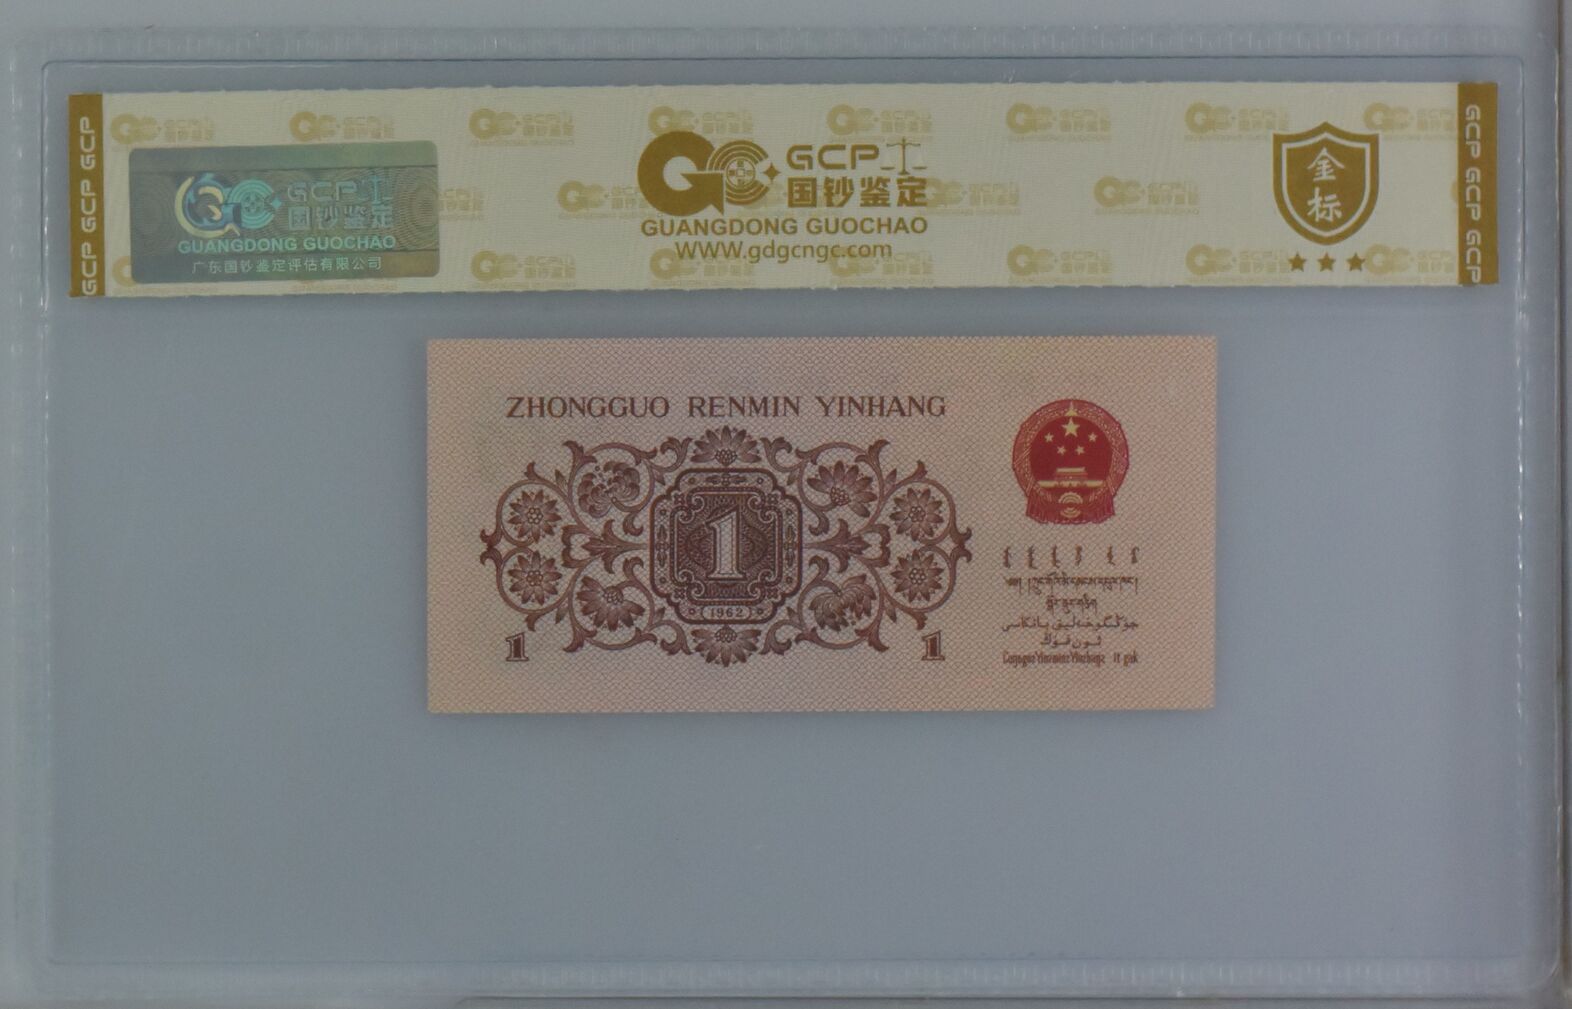 GCP GCP GCP
GCP
国钞鉴定
GUANGDONG GUOCHAO
广东国钞鉴定评估有限公司
GCP
国钞鉴定
GUANGDONG GUOCHAO
WWW.gdgcngc.com
金
标
GCP GCP GCP
ZHONGGUO RENMIN YINHANG
1
1962
1
1